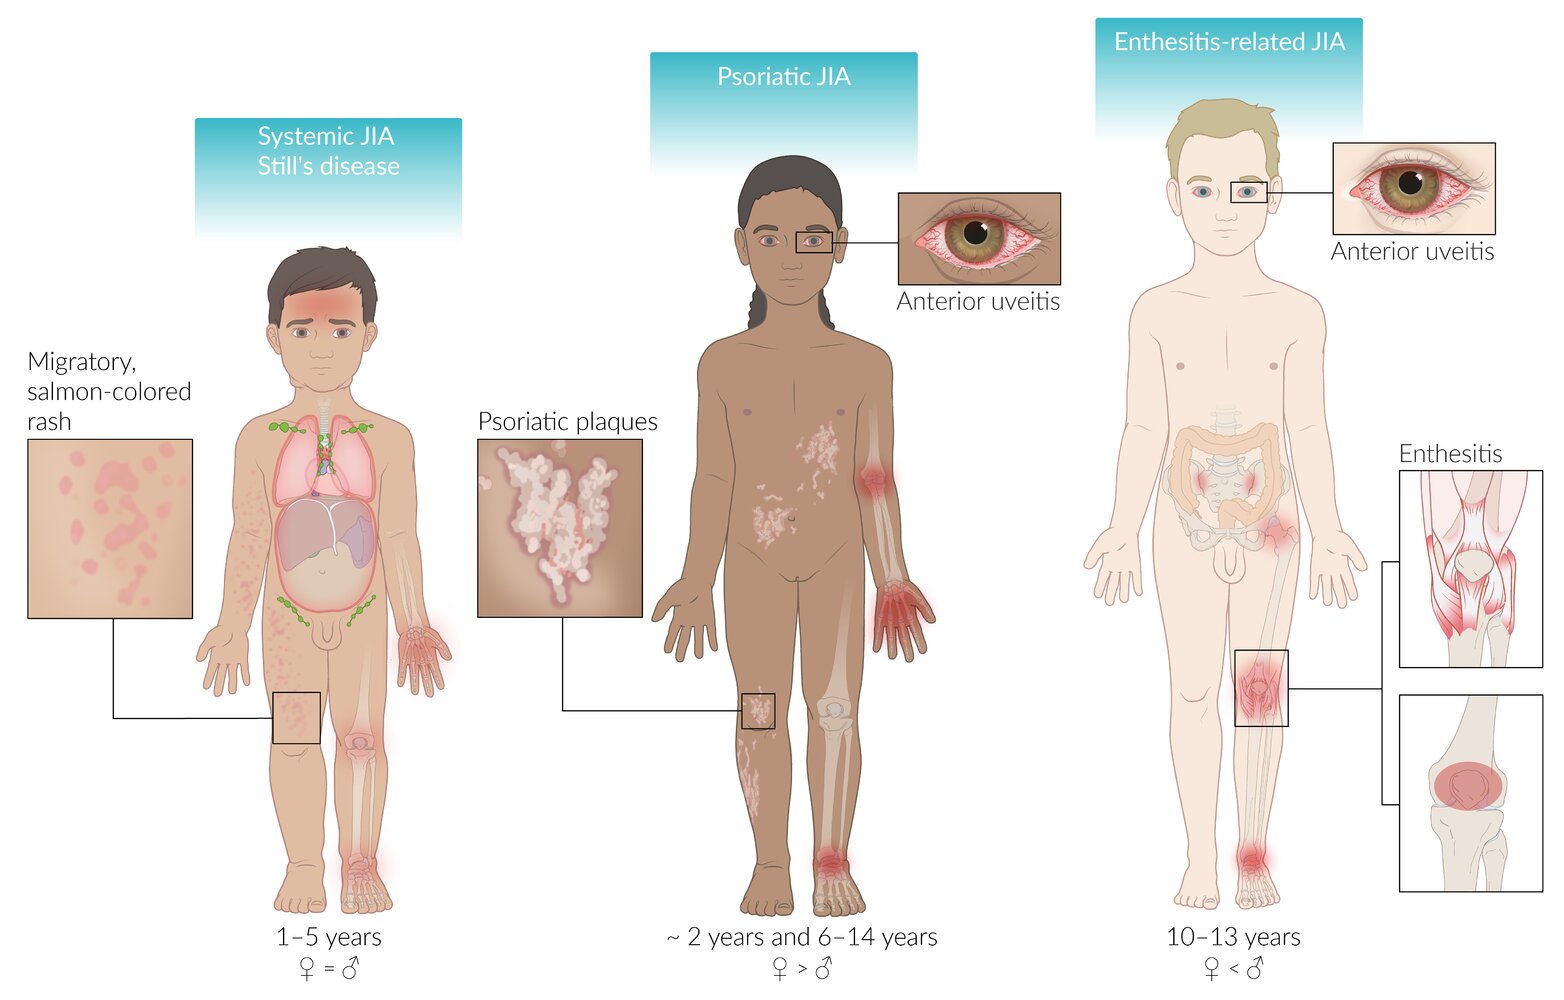 Systemic JIA
Still's disease
Migratory,
salmon-colored
rash
1–5 years
♀ = ♂
Psoriatic JIA
Anterior uveitis
Psoriatic plaques
~ 2 years and 6–14 years
♀ > ♂
Enthesitis-related JIA
Anterior uveitis
Enthesitis
10–13 years
♀ < ♂